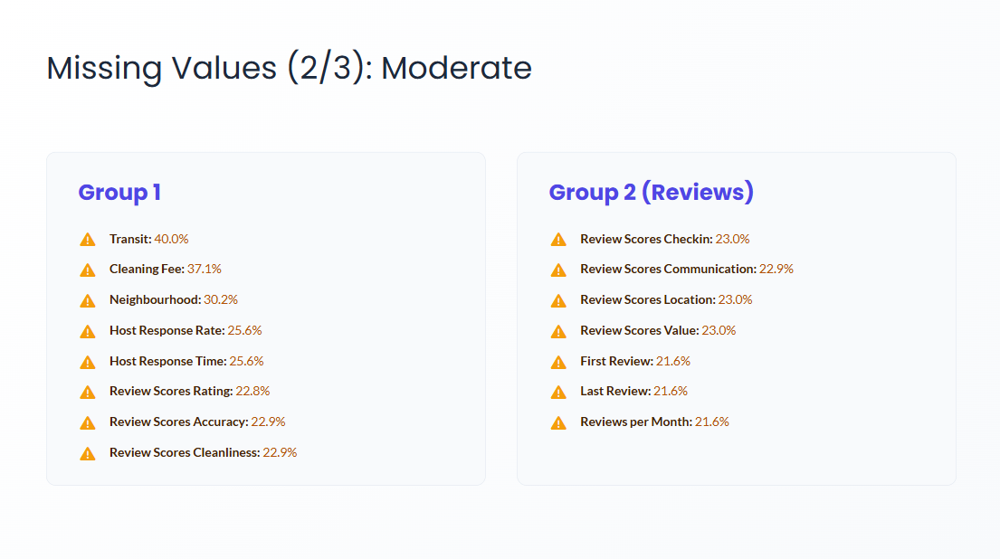 Missing Values (2/3): Moderate
Group 1
Transit: 40.0%
Cleaning Fee: 37.1%
Neighbourhood: 30.2%
Host Response Rate: 25.6%
Host Response Time: 25.6%
Review Scores Rating: 22.8%
Review Scores Accuracy: 22.9%
Review Scores Cleanliness: 22.9%
Group 2 (Reviews)
Review Scores Checkin: 23.0%
Review Scores Communication: 22.9%
Review Scores Location: 23.0%
Review Scores Value: 23.0%
First Review: 21.6%
Last Review: 21.6%
Reviews per Month: 21.6%